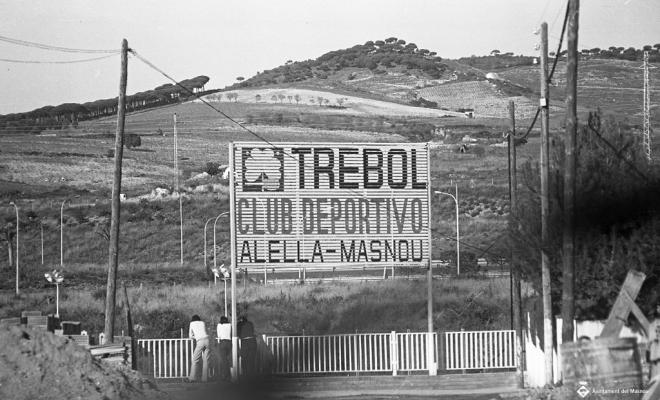 TREBOL
CLUB DEPORTIVO
ALELLA-MASNOU
Ajuntament del Masnou